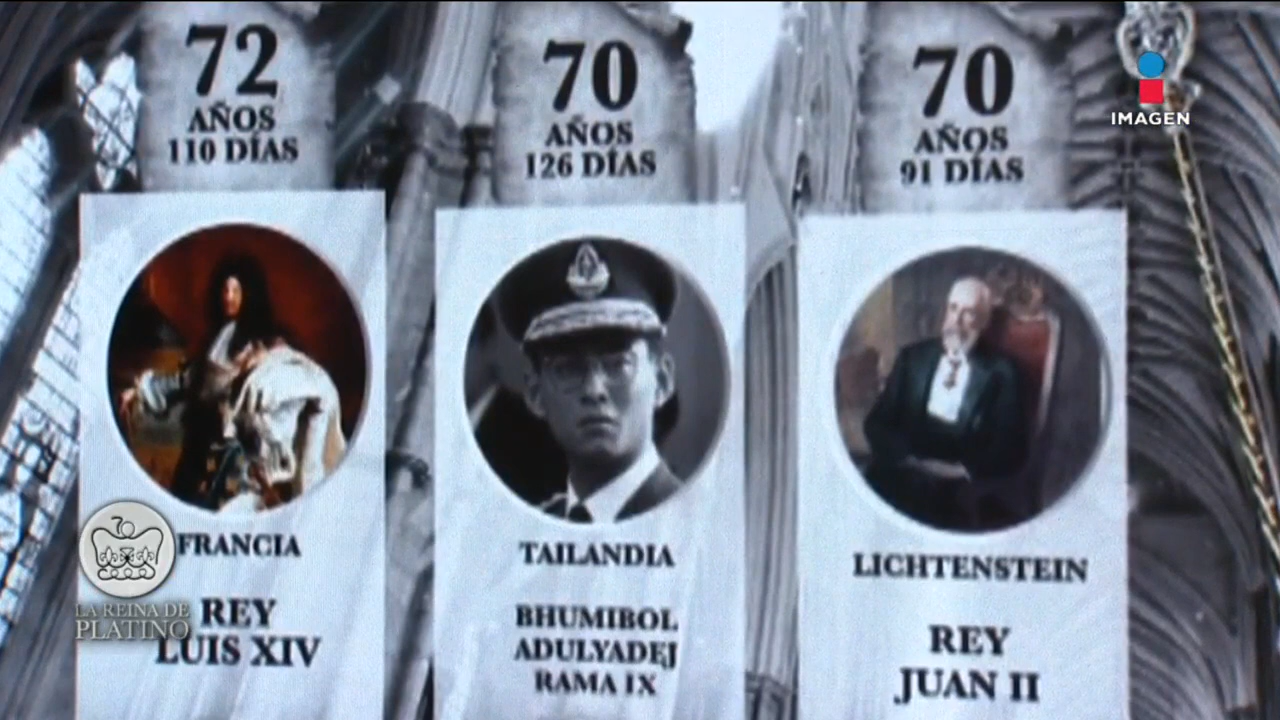 72
AÑOS
110 DÍAS
FRANCIA
REY
LUIS XIV
70
AÑOS
126 DÍAS
TAILANDIA
BHUMIBOL
ADULYADEJ
RAMA IX
70
AÑOS
91 DÍAS
LICHTENSTEIN
REY
JUAN II
IMAGEN
70
LA REINA DE
PLATINO